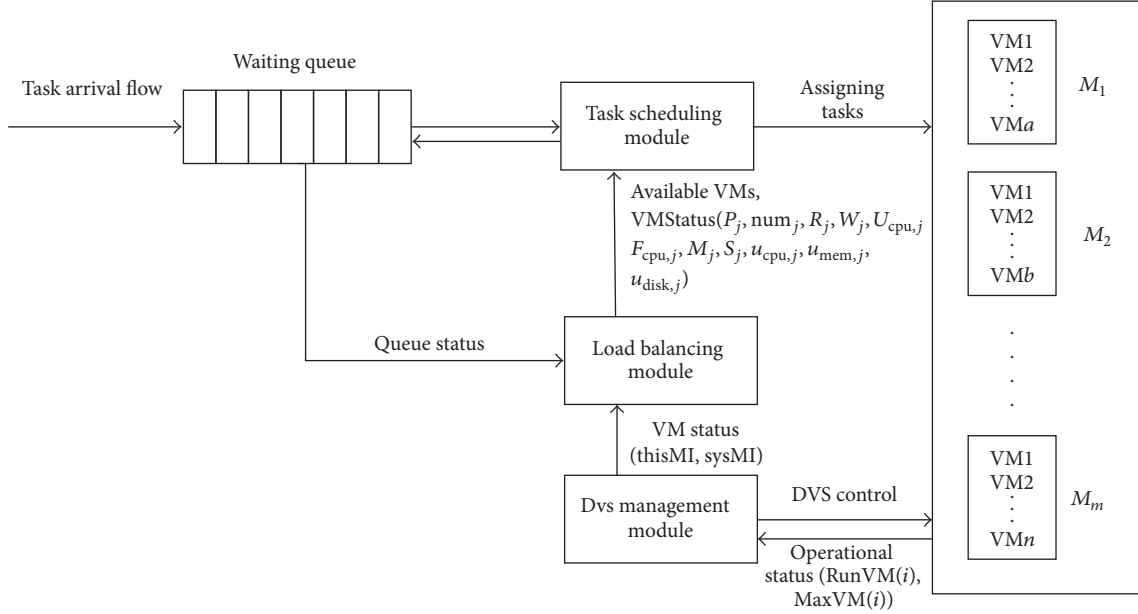 Task arrival flow
Waiting queue
Task scheduling
module
Assigning
tasks
VM1
VM2
VMa
M₁
Available VMs,
VMStatus(P_j, num_j, R_j, W_j, U_cpu,j
F_cpu,j, M_j, S_j, u_cpu,j, u_mem,j,
u_disk,j)
VM1
VM2
VMb
M₂
Queue status
Load balancing
module
VM status
(thisMI, sysMI)
Dvs management
module
DVS control
Operational
status (RunVM(i),
MaxVM(i))
VM1
VM2
VMn
M_m